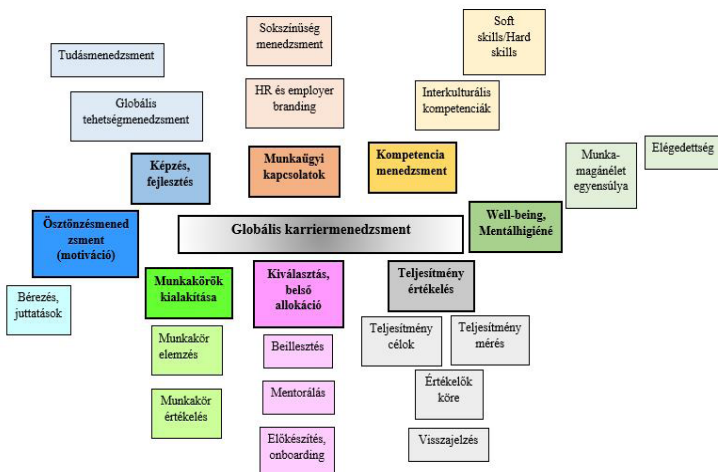 Sokszínűség
menedzsment
Soft
skills/Hard
skills
Tudásmenedzsment
Globális
tehetségmenedzsment
HR és employer
branding
Interkulturális
kompetenciák
Elégedettség
Munka-
magánélet
egyensúlya
Képzés,
fejlesztés
Munkaűgyi
kapcsolatok
Kompetencia
menedzsment
Ösztönzésmened
zsment
(motiváció)
Globális karriermenedzsment
Well-being,
Mentálhigiéné
Munkakörök
kialakítása
Kiválasztás,
belső
allokáció
Teljesítmény
értékelés
Bérezés,
juttatások
Munkakör
elemzés
Beillesztés
Teljesítmény
célok
Teljesítmény
mérés
Munkakör
értékelés
Mentorálás
Értékelők
köre
Előkészítés,
onboarding
Visszajelzés